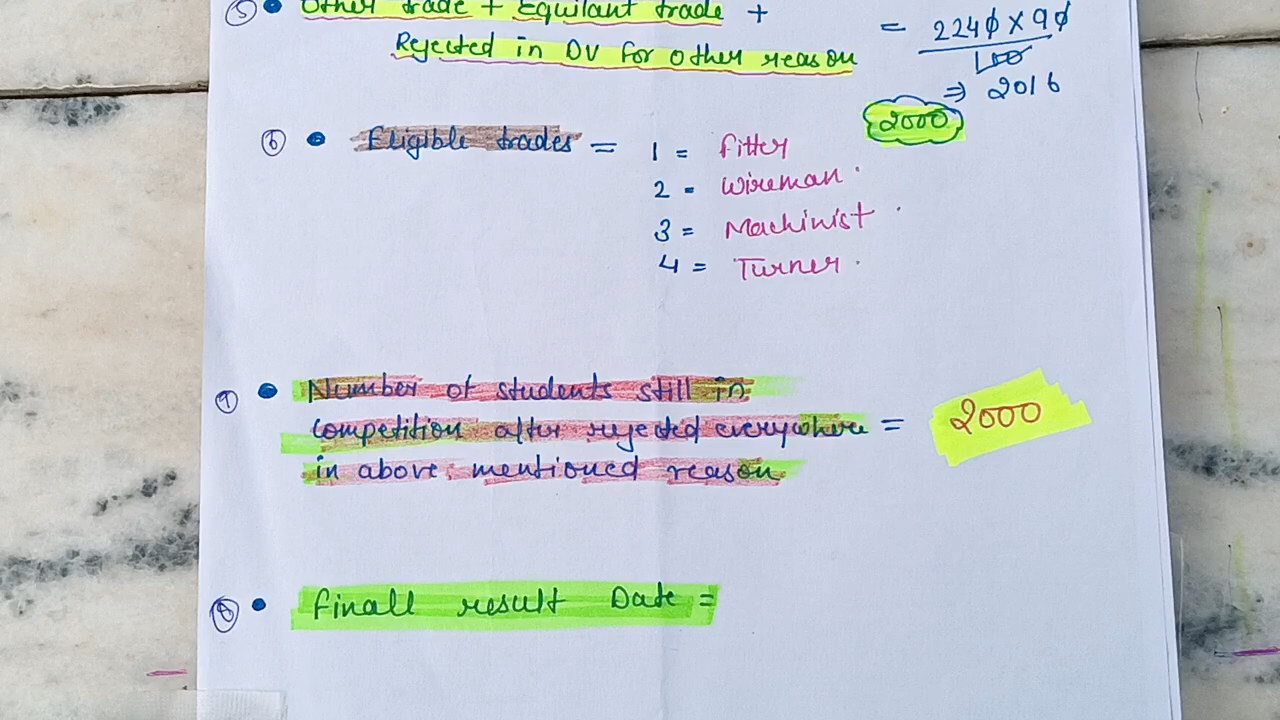 ⑤ • Other trade + Equilant trade +
Rejected in DV for other reason
= 2240 X 90
100
⇒ 2016
2000
⑥ • Eligible trades = 1 = Fitter
2 = Wireman
3 = Machinist
4 = Turner
⑦ • Number of students still in
competition after rejected everywhere = 2000
in above mentioned reason
⑧ • Finall result Date =